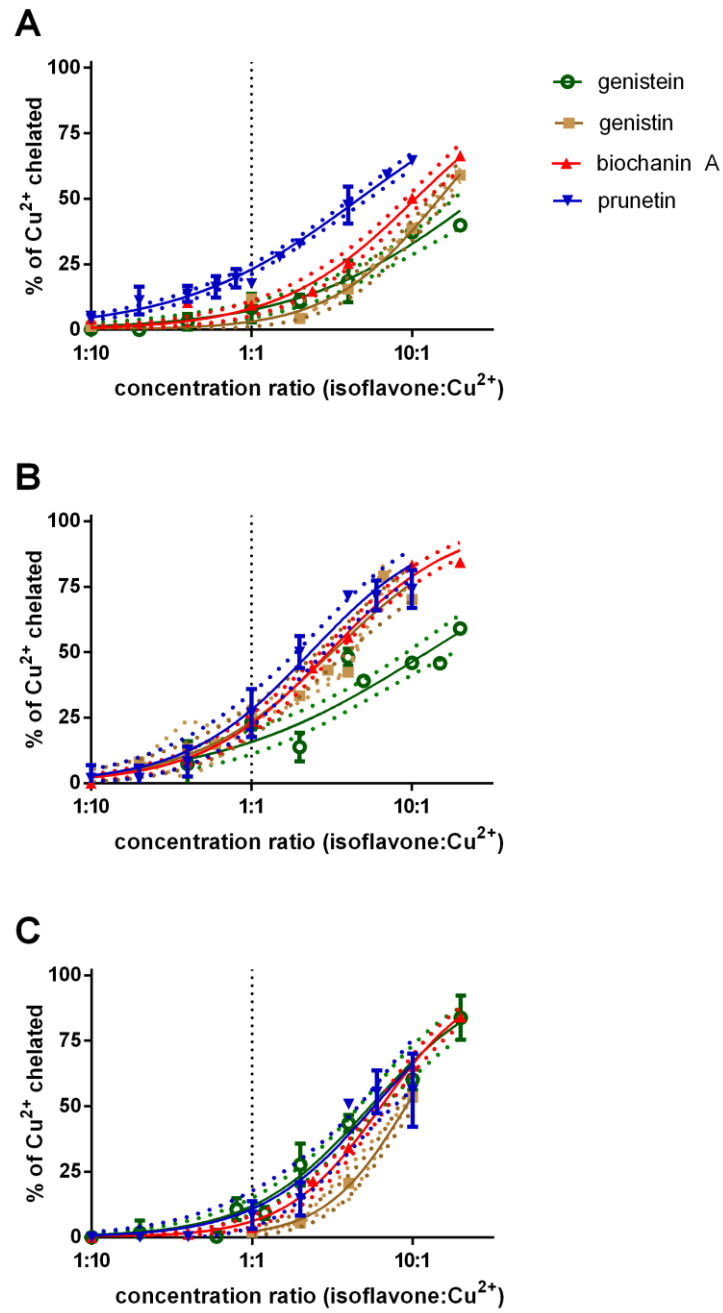 A
100
75
50
25
0
% of Cu²⁺ chelated
1:10
1:1
10:1
concentration ratio (isoflavone:Cu²⁺)
genistein
genistin
biochanin A
prunetin
B
100
75
50
25
0
% of Cu²⁺ chelated
1:10
1:1
10:1
concentration ratio (isoflavone:Cu²⁺)
C
100
75
50
25
0
% of Cu²⁺ chelated
1:10
1:1
10:1
concentration ratio (isoflavone:Cu²⁺)